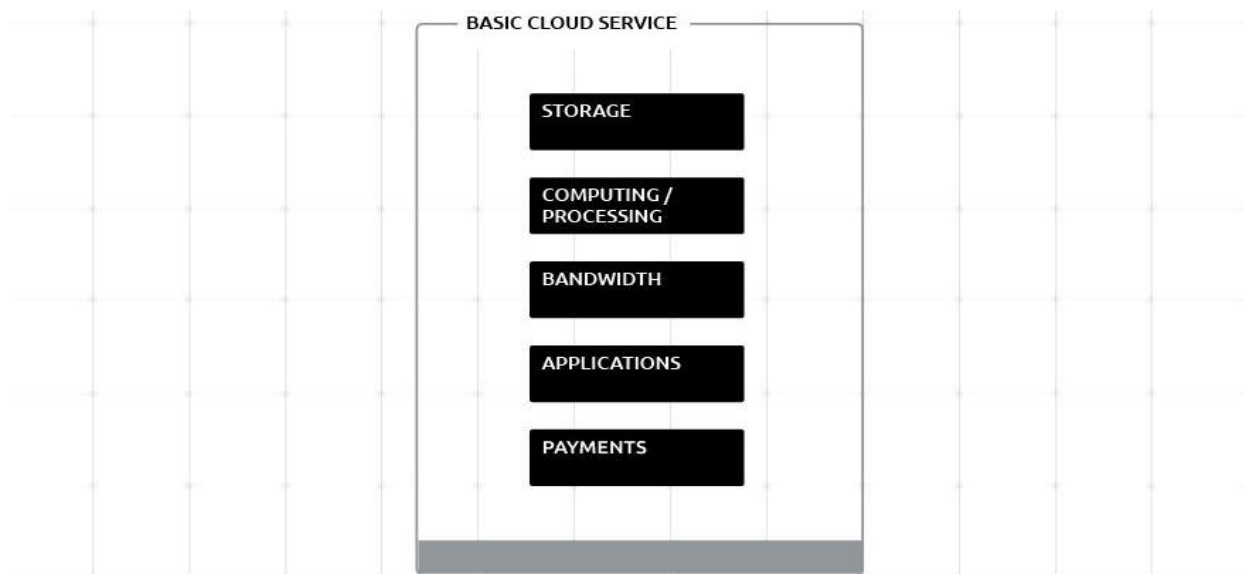 BASIC CLOUD SERVICE
STORAGE
COMPUTING /
PROCESSING
BANDWIDTH
APPLICATIONS
PAYMENTS